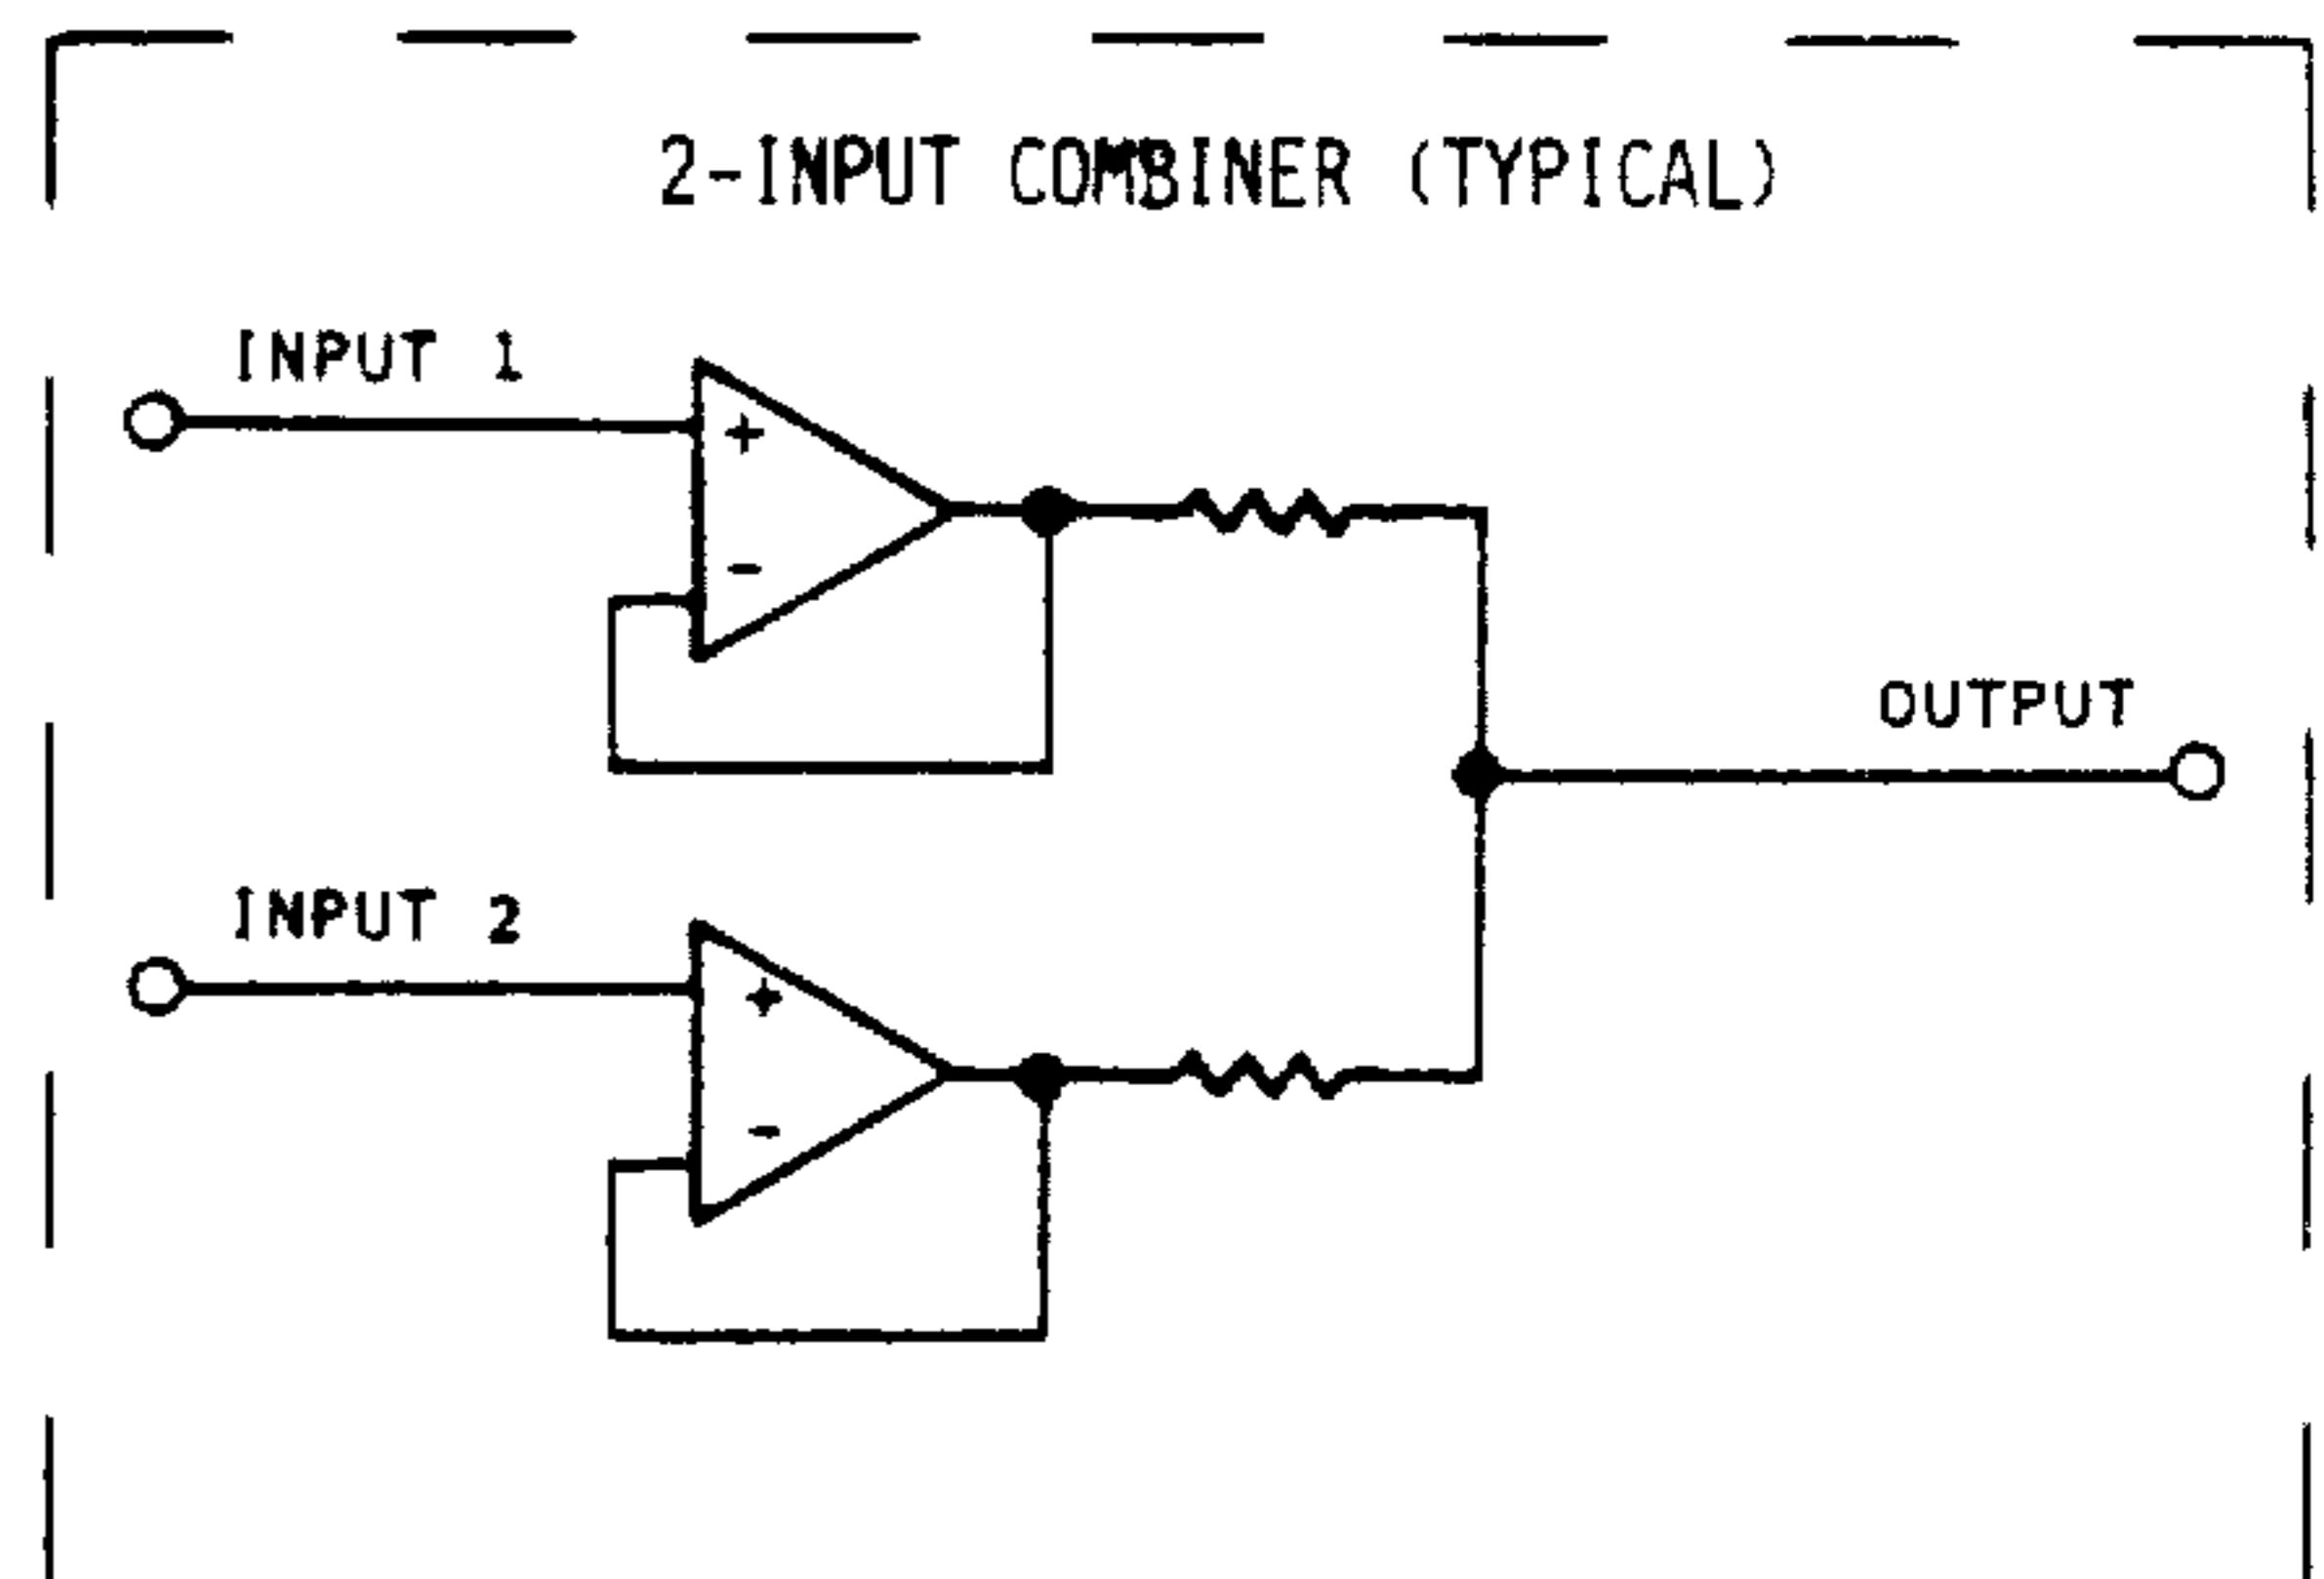 2-INPUT COMBINER (TYPICAL)
INPUT 1
+
-
OUTPUT
INPUT 2
+
-